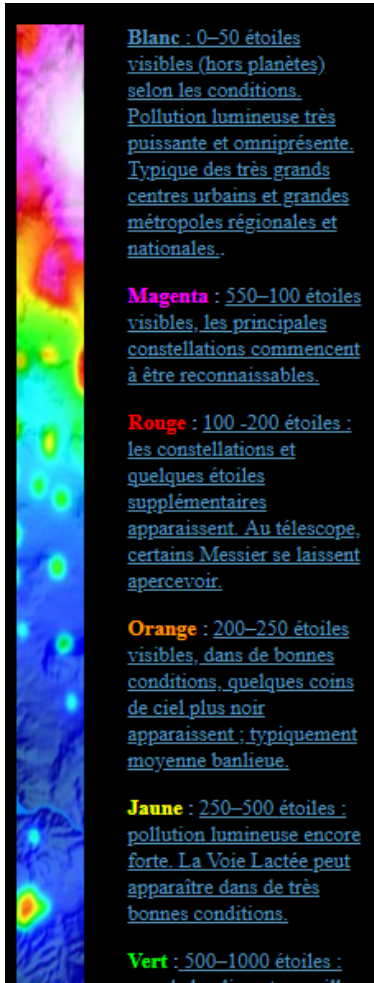 Blanc : 0–50 étoiles
visibles (hors planètes)
selon les conditions.
Pollution lumineuse très
puissante et omniprésente.
Typique des très grands
centres urbains et grandes
métropoles régionales et
nationales..
Magenta : 550–100 étoiles
visibles, les principales
constellations commencent
à être reconnaissables.
Rouge : 100 -200 étoiles :
les constellations et
quelques étoiles
supplémentaires
apparaissent. Au télescope,
certains Messier se laissent
apercevoir.
Orange : 200–250 étoiles
visibles, dans de bonnes
conditions, quelques coins
de ciel plus noir
apparaissent ; typiquement
moyenne banlieue.
Jaune : 250–500 étoiles :
pollution lumineuse encore
forte. La Voie Lactée peut
apparaître dans de très
bonnes conditions.
Vert : 500–1000 étoiles :